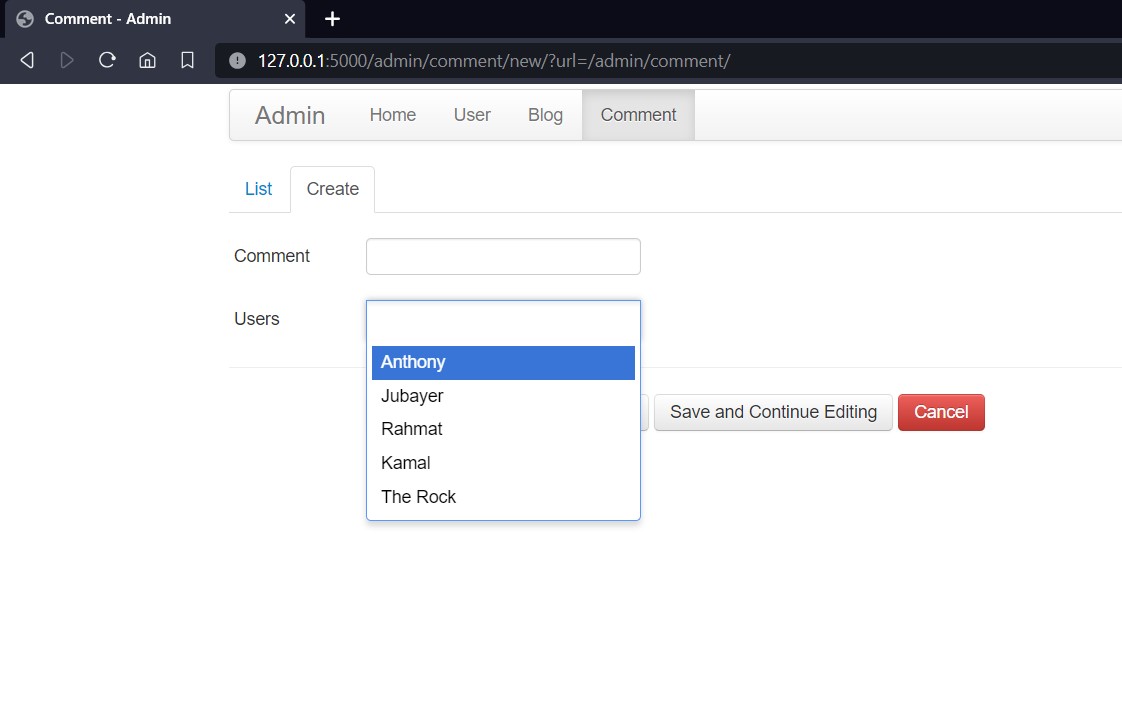 Comment - Admin
127.0.0.1:5000/admin/comment/new/?url=/admin/comment/
Admin Home User Blog Comment
List Create
Comment
Users
Anthony
Jubayer
Rahmat
Kamal
The Rock
Save and Continue Editing Cancel